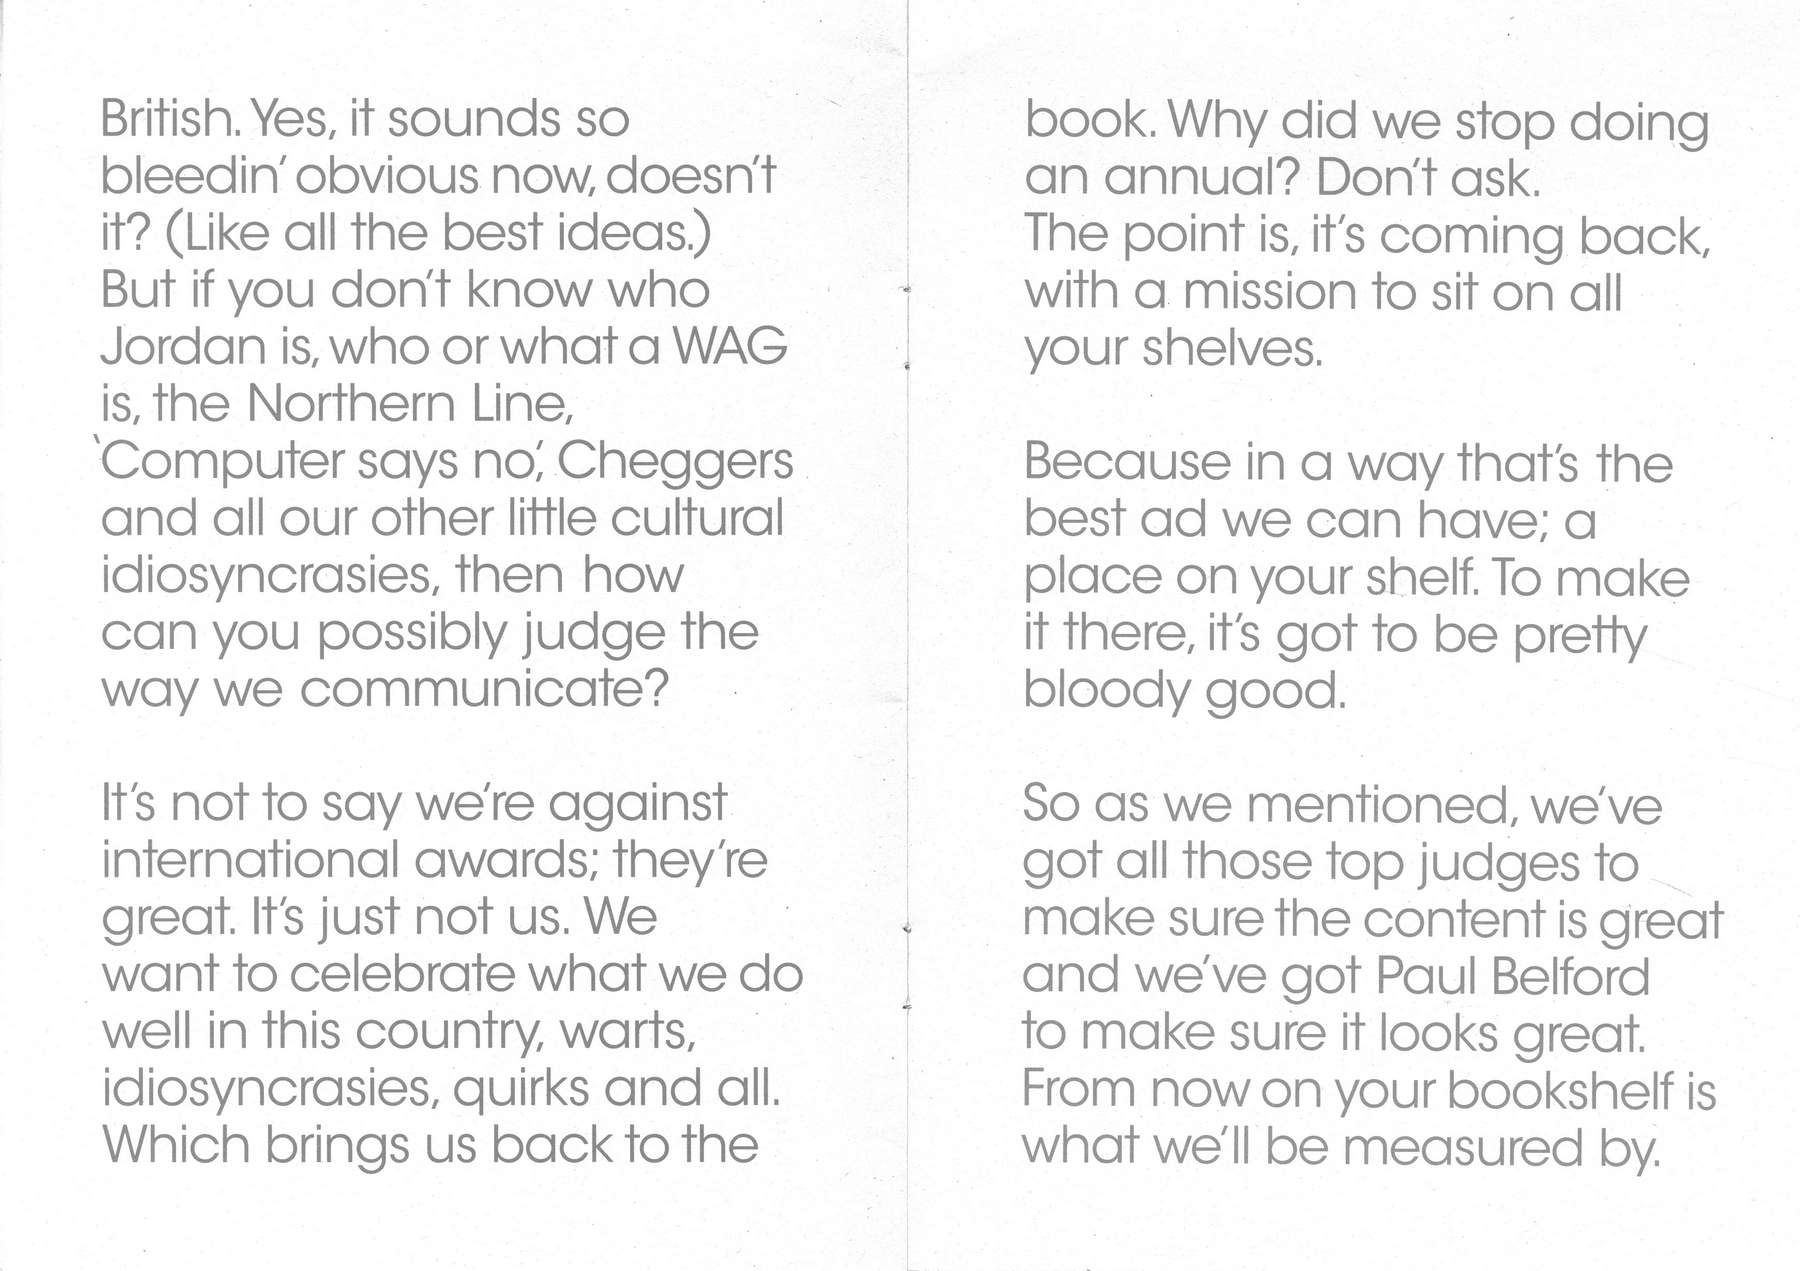 British. Yes, it sounds so
bleedin’ obvious now, doesn’t
it? (Like all the best ideas.)
But if you don’t know who
Jordan is, who or what a WAG
is, the Northern Line,
‘Computer says no’, Cheggers
and all our other little cultural
idiosyncrasies, then how
can you possibly judge the
way we communicate?

It’s not to say we’re against
international awards; they’re
great. It’s just not us. We
want to celebrate what we do
well in this country, warts,
idiosyncrasies, quirks and all.
Which brings us back to the

book. Why did we stop doing
an annual? Don’t ask.
The point is, it’s coming back,
with a mission to sit on all
your shelves.

Because in a way that’s the
best ad we can have; a
place on your shelf. To make
it there, it’s got to be pretty
bloody good.

So as we mentioned, we’ve
got all those top judges to
make sure the content is great
and we’ve got Paul Belford
to make sure it looks great.
From now on your bookshelf is
what we’ll be measured by.